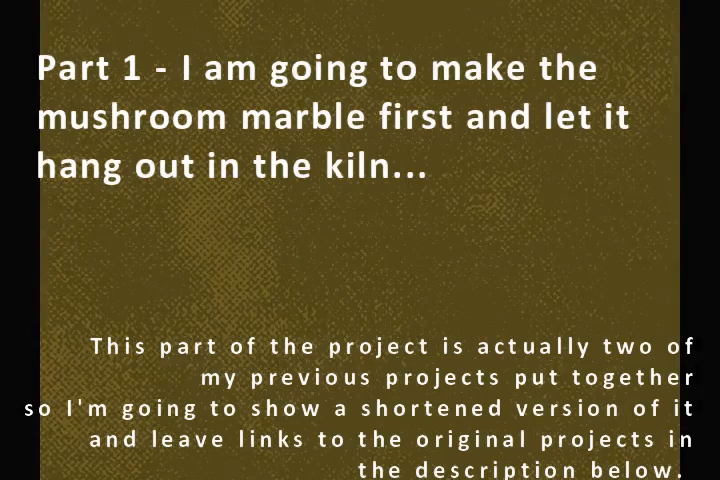 Part 1 - I am going to make the
mushroom marble first and let it
hang out in the kiln...
This part of the project is actually two of
my previous projects put together
so I'm going to show a shortened version of it
and leave links to the original projects in
the description below.